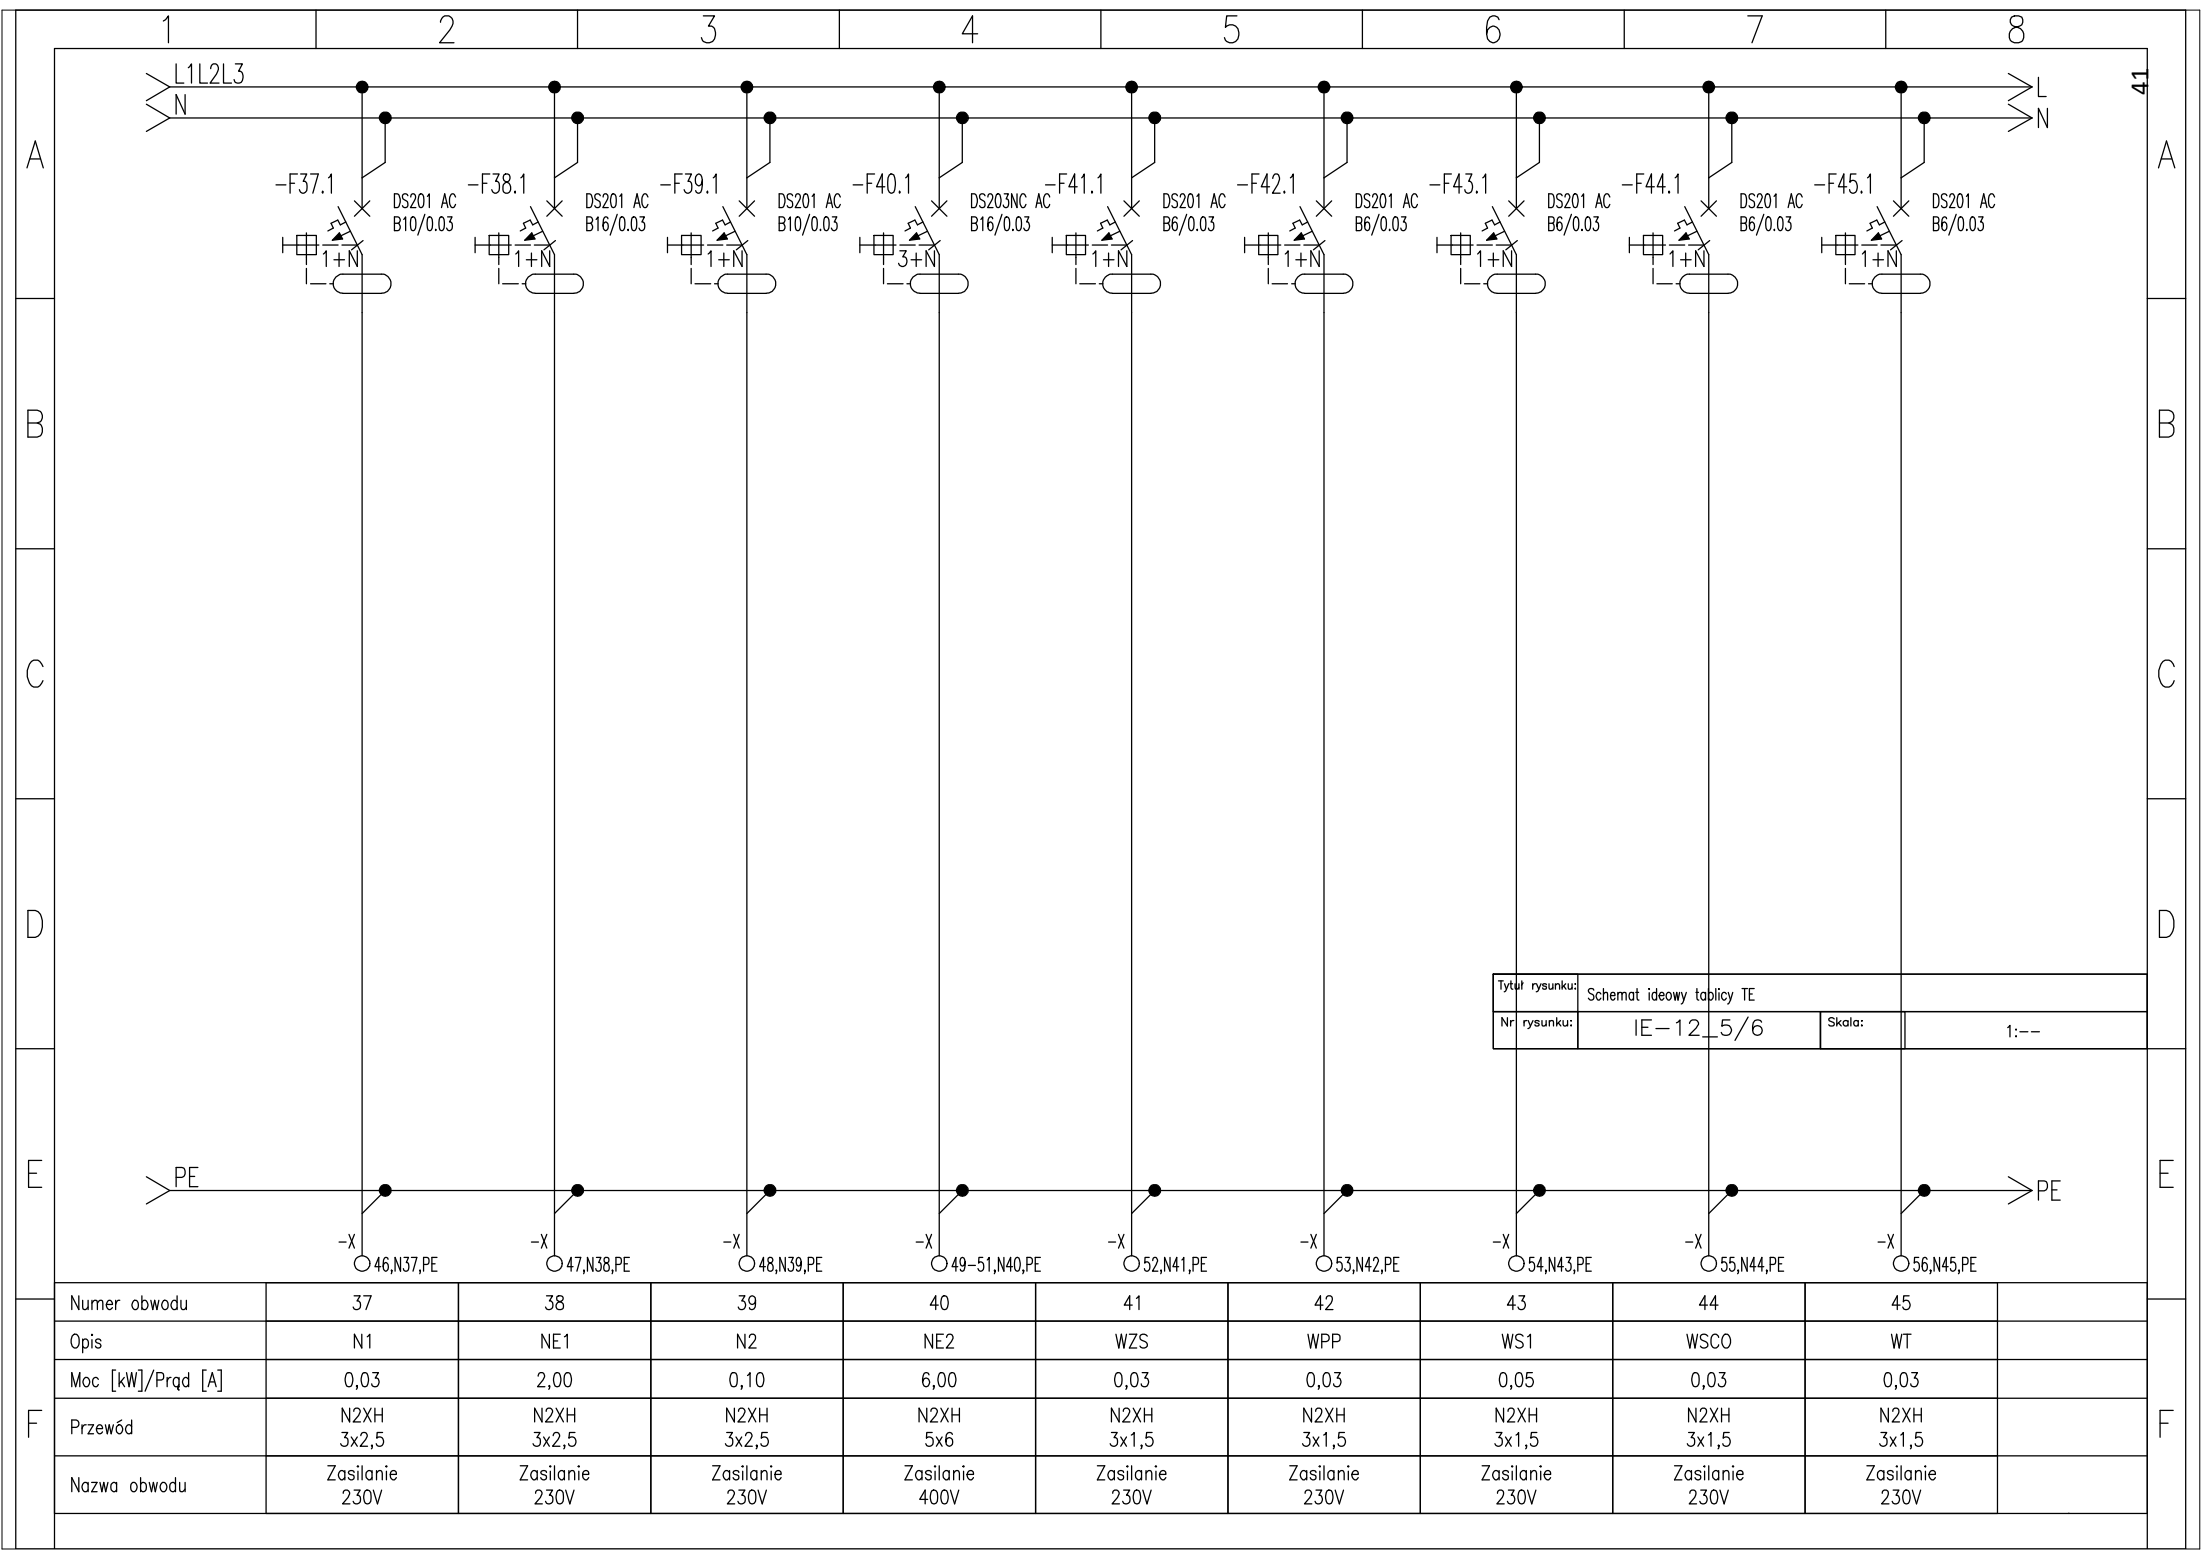 1 2 3 4 5 6 7 8
41
L1L2L3 L
N N
A A
-F37.1 -F38.1 -F39.1 -F40.1 -F41.1 -F42.1 -F43.1 -F44.1 -F45.1
DS201 AC DS201 AC DS201 AC DS203NC AC DS201 AC DS201 AC DS201 AC DS201 AC DS201 AC
B10/0.03 B16/0.03 B10/0.03 B16/0.03 B6/0.03 B6/0.03 B6/0.03 B6/0.03 B6/0.03
1+N 1+N 1+N 3+N 1+N 1+N 1+N 1+N 1+N
B B
C C
D D
Tytuł rysunku: Schemat ideowy tablicy TE
Nr rysunku: IE-12_5/6 Skala: 1:--
E E
PE PE
-X -X -X -X -X -X -X -X -X
46,N37,PE 47,N38,PE 48,N39,PE 49-51,N40,PE 52,N41,PE 53,N42,PE 54,N43,PE 55,N44,PE 56,N45,PE
Numer obwodu 37 38 39 40 41 42 43 44 45
Opis N1 NE1 N2 NE2 WZS WPP WS1 WSCO WT
Moc [kW]/Prąd [A] 0,03 2,00 0,10 6,00 0,03 0,03 0,05 0,03 0,03
F F
Przewód N2XH N2XH N2XH N2XH N2XH N2XH N2XH N2XH N2XH
3x2,5 3x2,5 3x2,5 5x6 3x1,5 3x1,5 3x1,5 3x1,5 3x1,5
Nazwa obwodu Zasilanie Zasilanie Zasilanie Zasilanie Zasilanie Zasilanie Zasilanie Zasilanie Zasilanie
230V 230V 230V 400V 230V 230V 230V 230V 230V